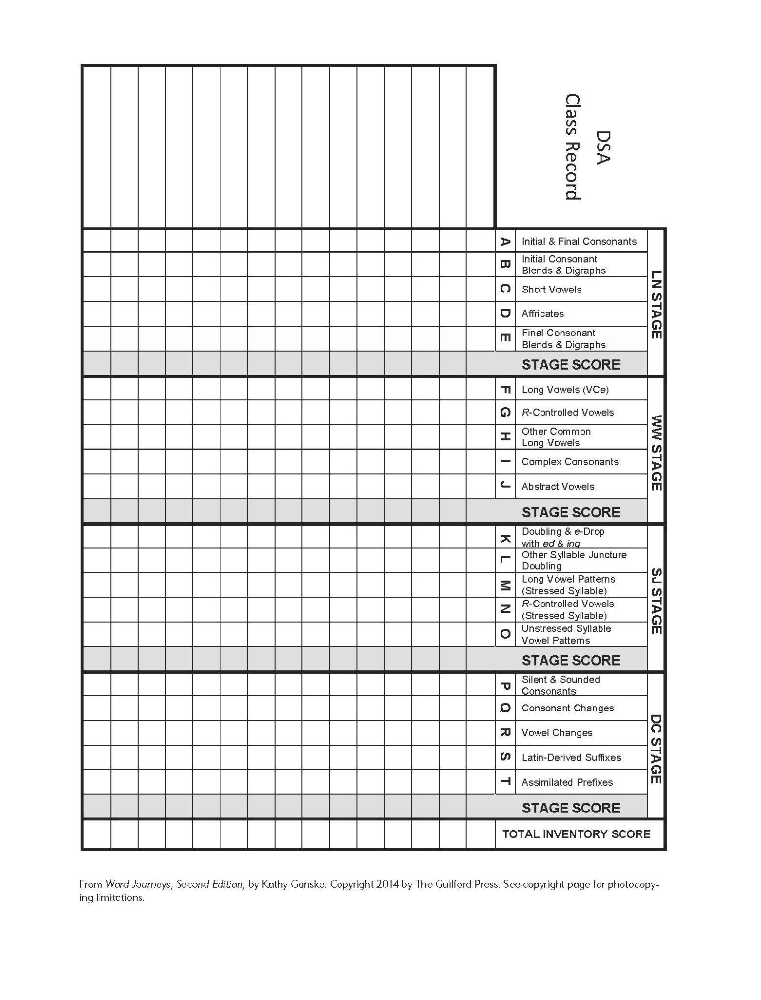 DSA
Class Record
LN STAGE
A
Initial & Final Consonants
B
Initial Consonant
Blends & Digraphs
C
Short Vowels
D
Affricates
E
Final Consonant
Blends & Digraphs
STAGE SCORE
WW STAGE
F
Long Vowels (VCe)
G
R-Controlled Vowels
H
Other Common
Long Vowels
I
Complex Consonants
J
Abstract Vowels
STAGE SCORE
SJ STAGE
K
Doubling & e-Drop
with ed & ing
L
Other Syllable Juncture
Doubling
M
Long Vowel Patterns
(Stressed Syllable)
N
R-Controlled Vowels
(Stressed Syllable)
O
Unstressed Syllable
Vowel Patterns
STAGE SCORE
DC STAGE
P
Silent & Sounded
Consonants
Q
Consonant Changes
R
Vowel Changes
S
Latin-Derived Suffixes
T
Assimilated Prefixes
STAGE SCORE
TOTAL INVENTORY SCORE
From Word Journeys, Second Edition, by Kathy Ganske. Copyright 2014 by The Guilford Press. See copyright page for photocopy-
ing limitations.